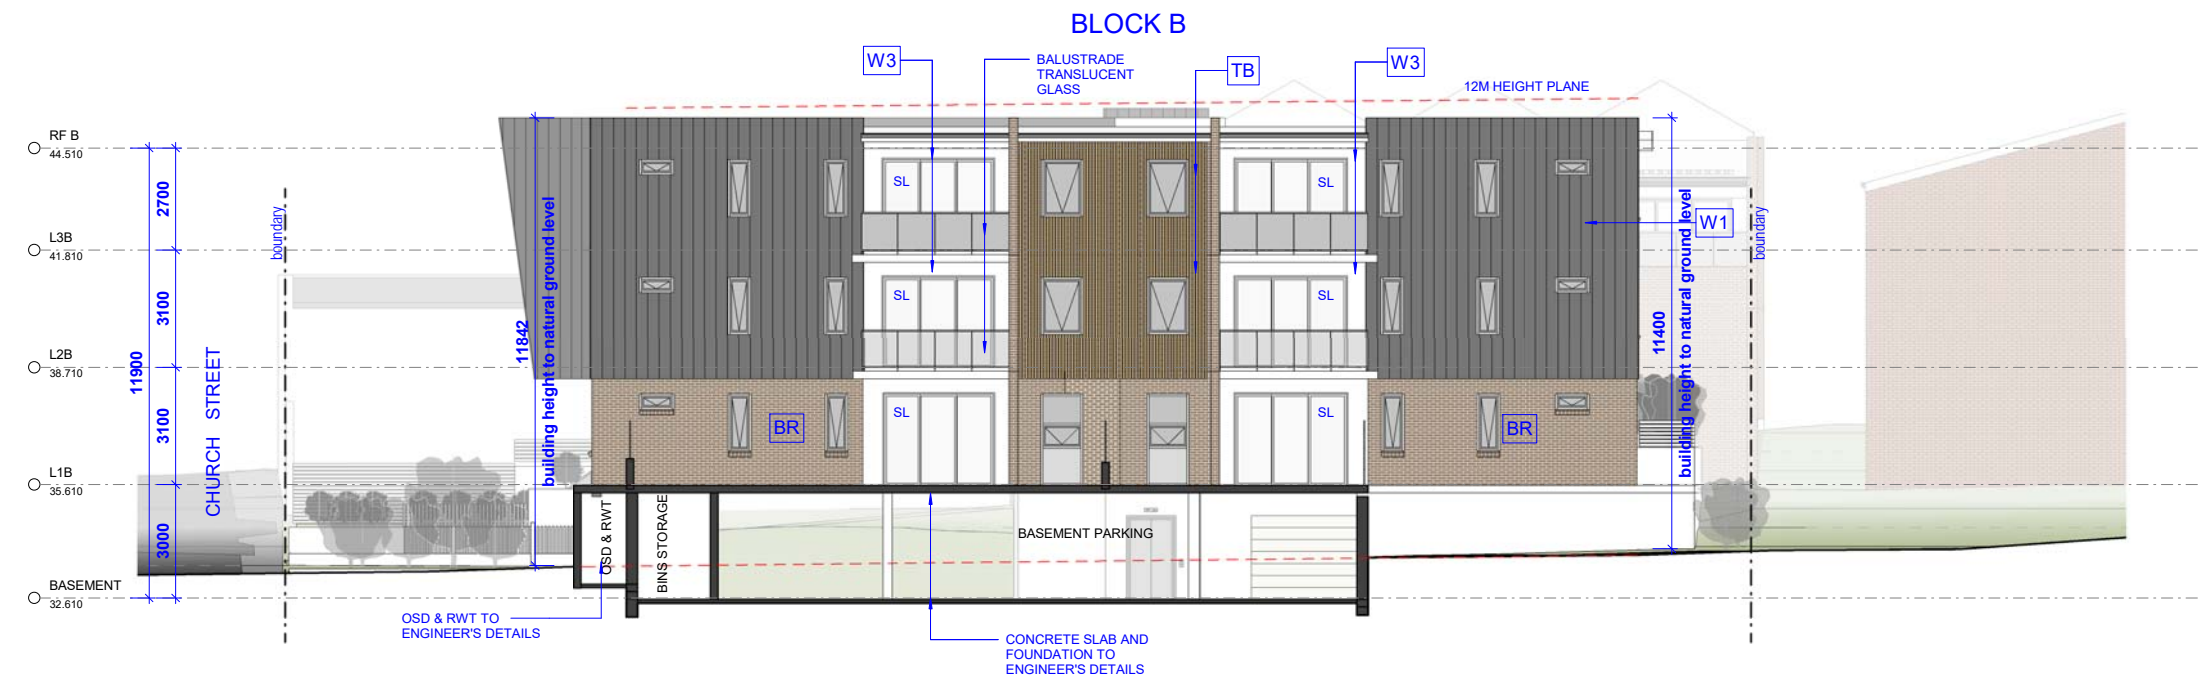 BLOCK B
W3
BALUSTRADE
TRANSLUCENT
GLASS
TB
W3
12M HEIGHT PLANE
RF B
44.510
L3B
41.810
L2B
38.710
L1B
35.610
BASEMENT
32.610
2700
3100
3100
3000
11900
CHURCH STREET
boundary
11842
building height to natural ground level
SL
SL
SL
SL
SL
SL
BR
BR
W1
11400
building height to natural ground level
boundary
OSD & RWT
BINS STORAGE
BASEMENT PARKING
OSD & RWT TO
ENGINEER'S DETAILS
CONCRETE SLAB AND
FOUNDATION TO
ENGINEER'S DETAILS